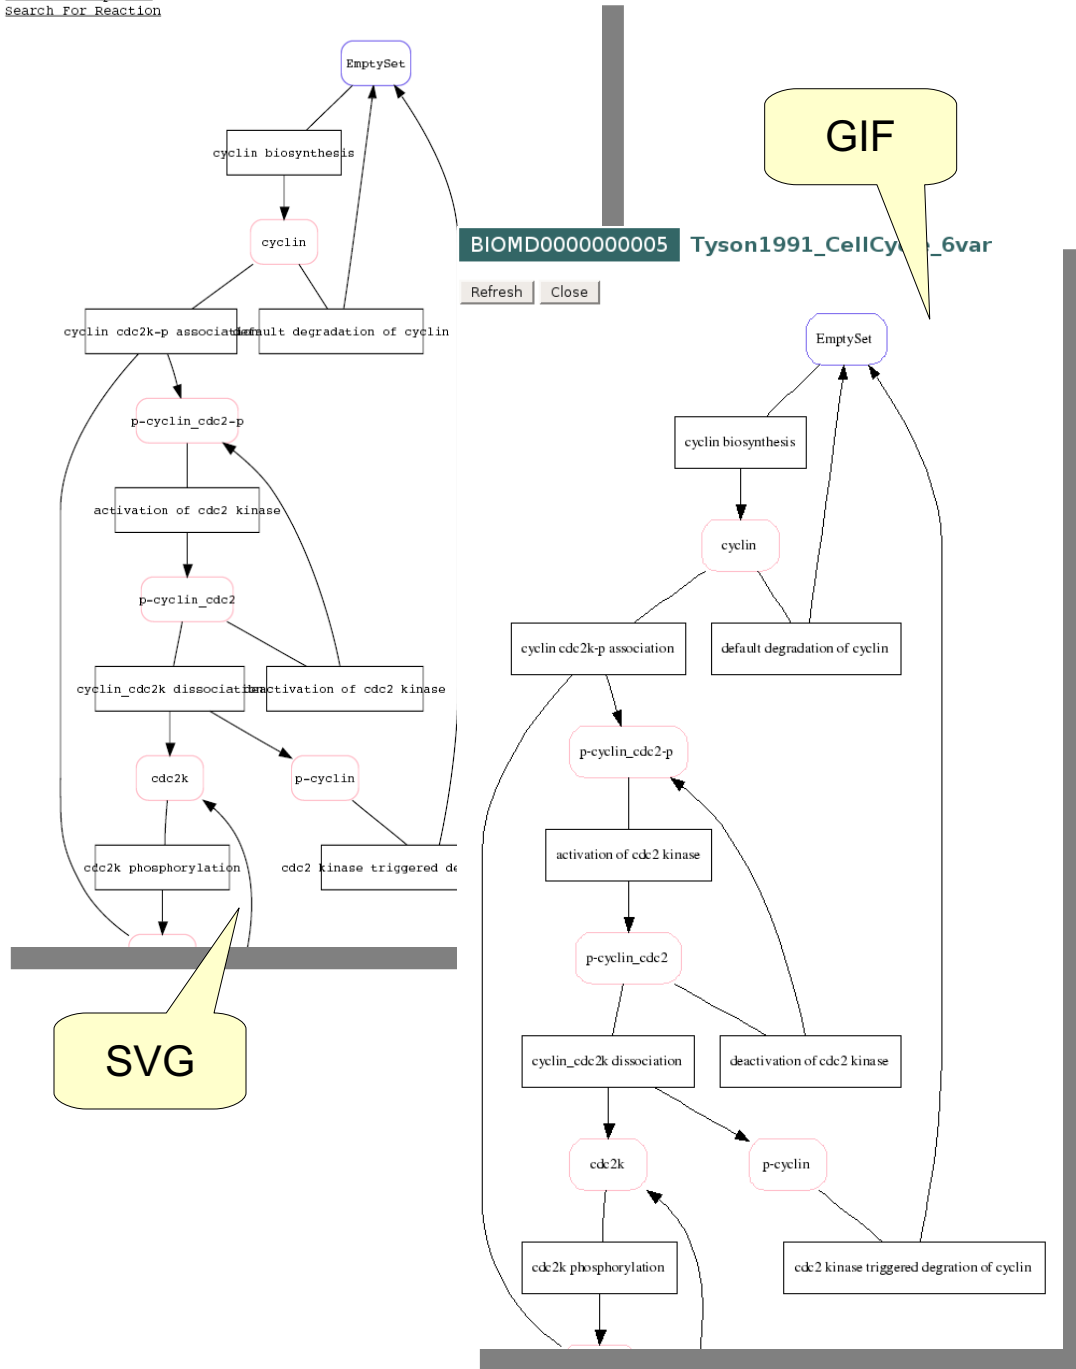 Search For Reaction
EmptySet
cyclin biosynthesis
cyclin
cyclin cdc2k-p association
default degradation of cyclin
p-cyclin_cdc2-p
activation of cdc2 kinase
p-cyclin_cdc2
cyclin_cdc2k dissociation
deactivation of cdc2 kinase
cdc2k
p-cyclin
cdc2k phosphorylation
cdc2 kinase triggered de
SVG
GIF
BIOMD0000000005 Tyson1991_CellCy e_6var
Refresh Close
EmptySet
cyclin biosynthesis
cyclin
cyclin cdc2k-p association
default degradation of cyclin
p-cyclin_cdc2-p
activation of cdc2 kinase
p-cyclin_cdc2
cyclin_cdc2k dissociation
deactivation of cdc2 kinase
cdc2k
p-cyclin
cdc2k phosphorylation
cdc2 kinase triggered degration of cyclin